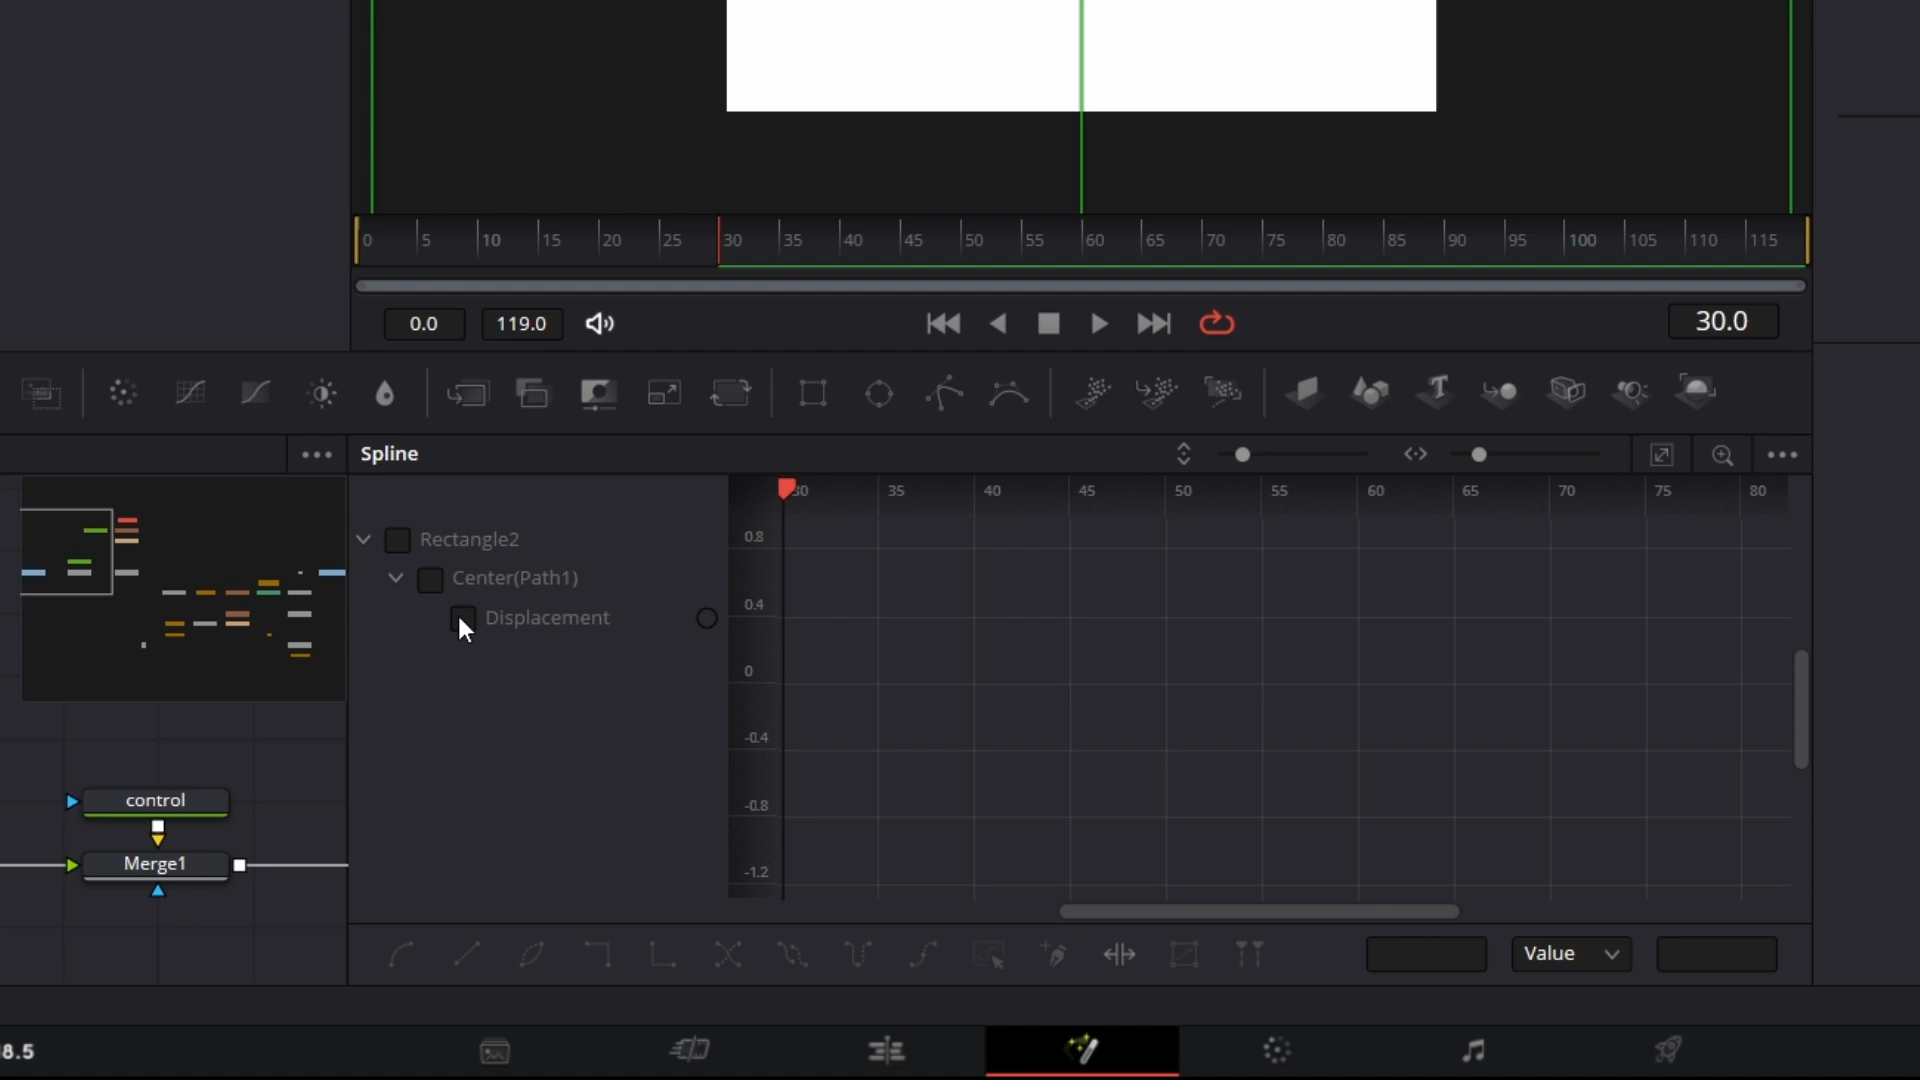 0 5 10 15 20 25 30 35 40 45 50 55 60 65 70 75 80 85 90 95 100 105 110 115
0.0 119.0 30.0
Spline
30 35 40 45 50 55 60 65 70 75 80
Rectangle2
Center(Path1)
Displacement
0.8
0.4
0
-0.4
-0.8
-1.2
control
Merge1
Value
8.5